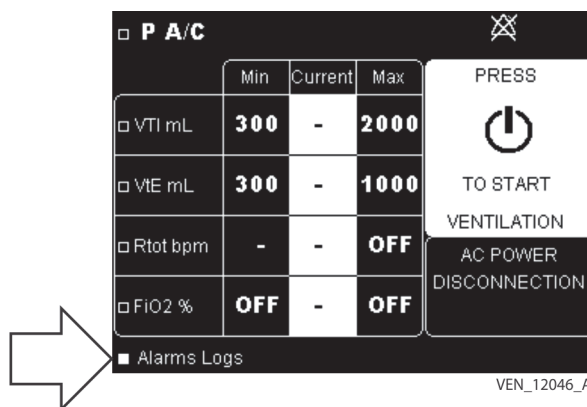 P A/C
Min Current Max
VTI mL 300 - 2000
VtE mL 300 - 1000
Rtot bpm - - OFF
FiO2 % OFF - OFF
PRESS
TO START
VENTILATION
AC POWER
DISCONNECTION
Alarms Logs
VEN_12046_A